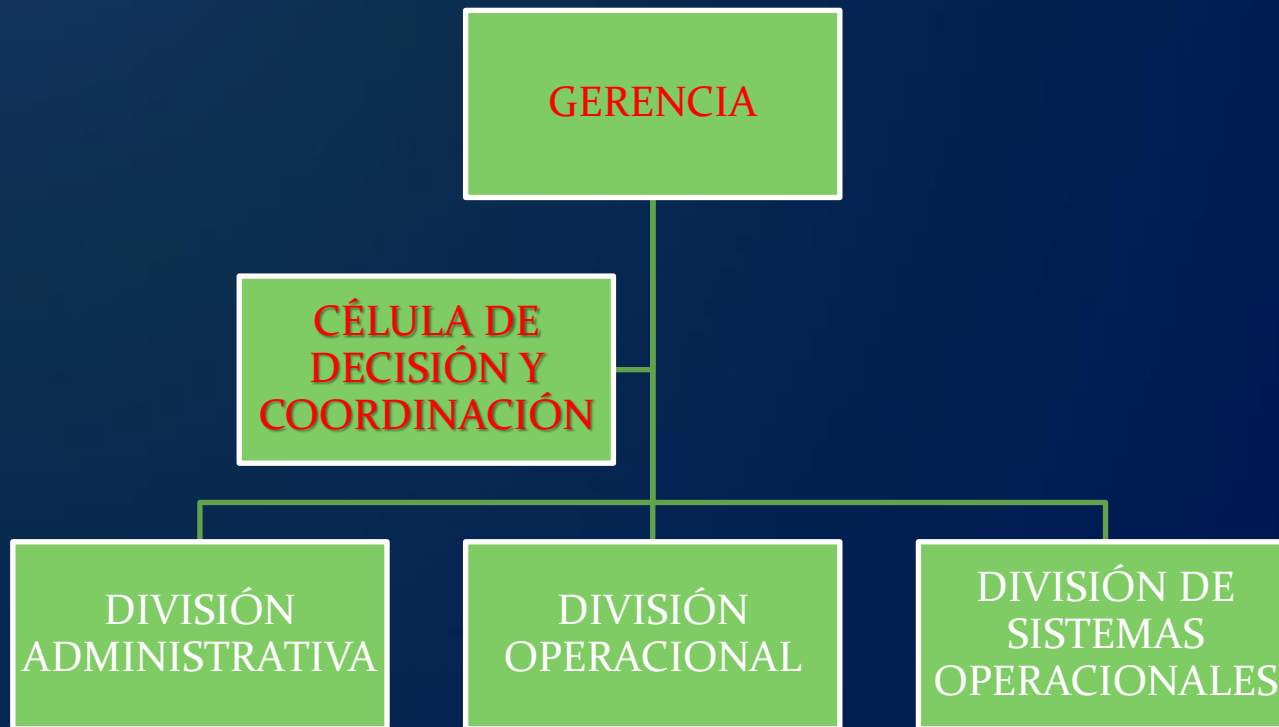 GERENCIA
CÉLULA DE
DECISIÓN Y
COORDINACIÓN
DIVISIÓN
ADMINISTRATIVA
DIVISIÓN
OPERACIONAL
DIVISIÓN DE
SISTEMAS
OPERACIONALES